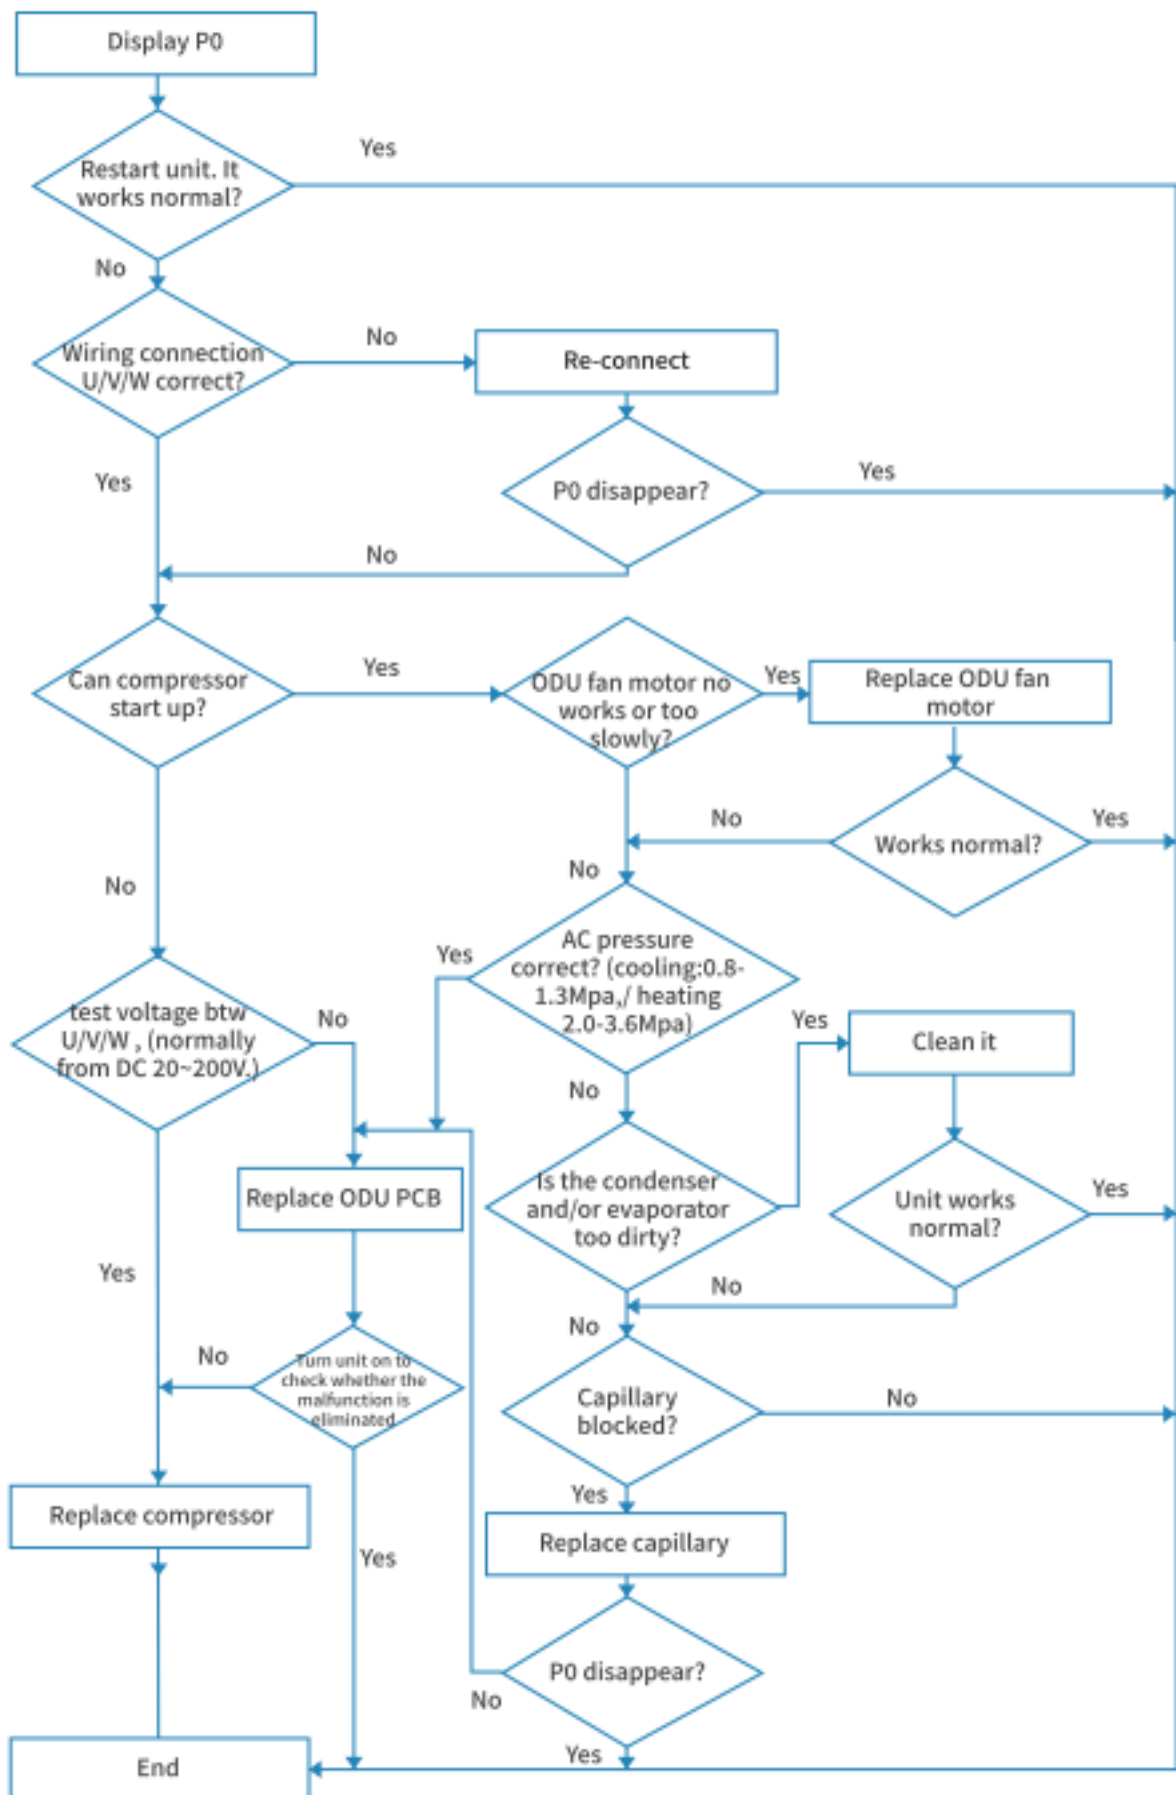 Display P0
Yes
Restart unit. It
works normal?
No
Wiring connection
U/V/W correct?
No
Re-connect
Yes
P0 disappear?
Yes
No
Can compressor
start up?
Yes
ODU fan motor no
works or too
slowly?
Yes
Replace ODU fan
motor
No
Works normal?
Yes
No
No
AC pressure
correct? (cooling:0.8-
1.3Mpa,/ heating
2.0-3.6Mpa)
Yes
test voltage btw
U/V/W , (normally
from DC 20~200V.)
No
Yes
Clean it
No
Replace ODU PCB
Is the condenser
and/or evaporator
too dirty?
Unit works
normal?
Yes
Yes
No
No
No
Turn unit on to
check whether the
malfunction is
eliminated
Capillary
blocked?
No
Yes
Replace compressor
Replace capillary
Yes
P0 disappear?
No
Yes
End